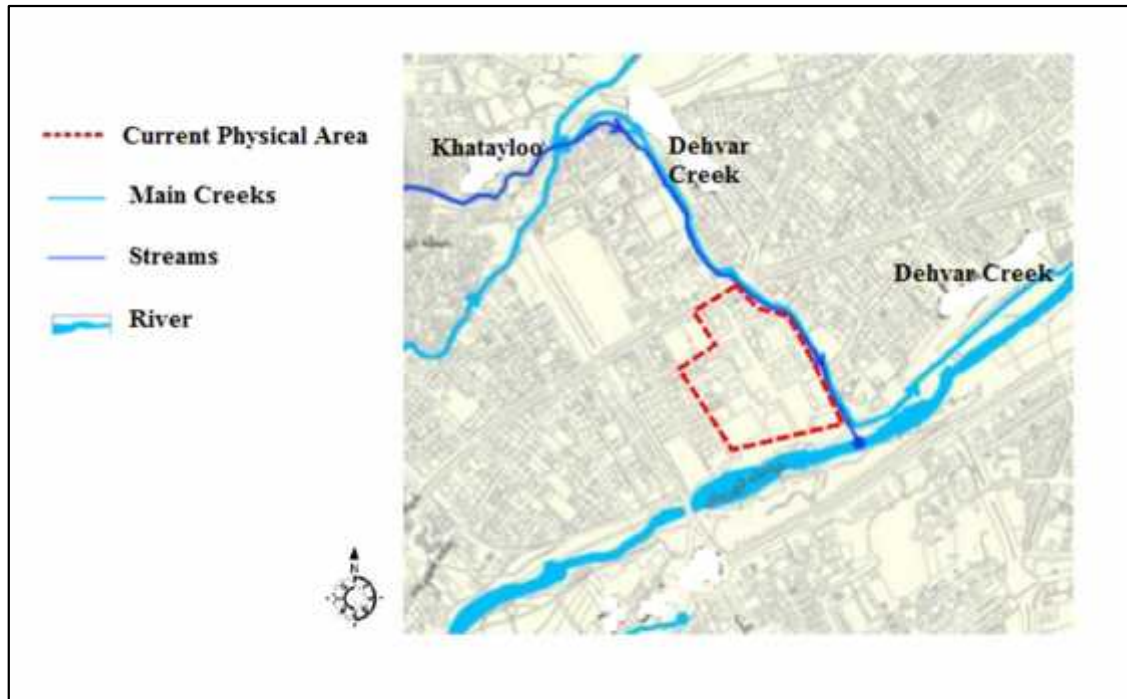 Current Physical Area
Main Creeks
Streams
River
Khatayloo
Dehvar
Creek
Dehvar Creek
N